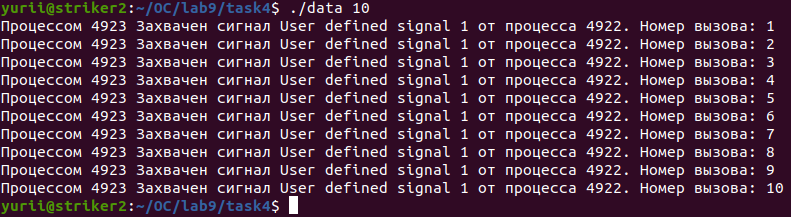 yurii@striker2:~/OC/lab9/task4$ ./data 10
Процессом 4923 Захвачен сигнал User defined signal 1 от процесса 4922. Номер вызова: 1
Процессом 4923 Захвачен сигнал User defined signal 1 от процесса 4922. Номер вызова: 2
Процессом 4923 Захвачен сигнал User defined signal 1 от процесса 4922. Номер вызова: 3
Процессом 4923 Захвачен сигнал User defined signal 1 от процесса 4922. Номер вызова: 4
Процессом 4923 Захвачен сигнал User defined signal 1 от процесса 4922. Номер вызова: 5
Процессом 4923 Захвачен сигнал User defined signal 1 от процесса 4922. Номер вызова: 6
Процессом 4923 Захвачен сигнал User defined signal 1 от процесса 4922. Номер вызова: 7
Процессом 4923 Захвачен сигнал User defined signal 1 от процесса 4922. Номер вызова: 8
Процессом 4923 Захвачен сигнал User defined signal 1 от процесса 4922. Номер вызова: 9
Процессом 4923 Захвачен сигнал User defined signal 1 от процесса 4922. Номер вызова: 10
yurii@striker2:~/OC/lab9/task4$